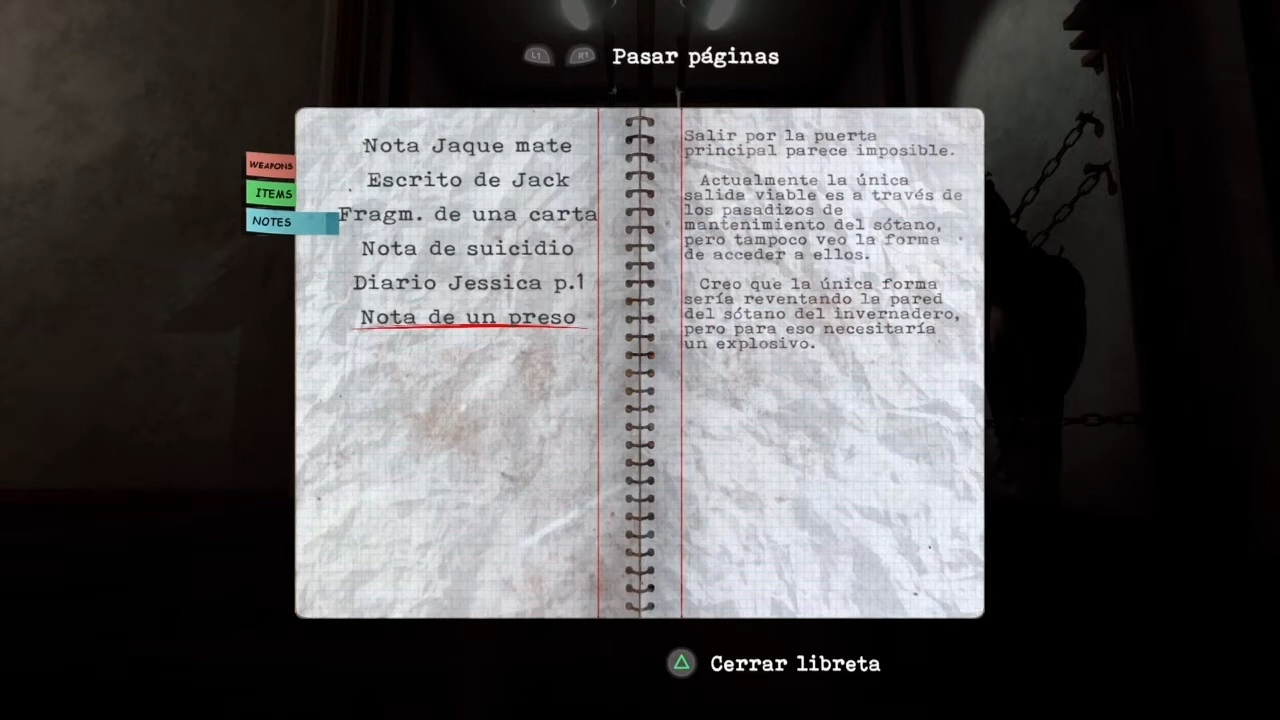 L1 R1 Pasar páginas
WEAPONS
ITEMS
NOTES
Nota Jaque mate
Escrito de Jack
Fragm. de una carta
Nota de suicidio
Diario Jessica p.1
Nota de un preso
Salir por la puerta
principal parece imposible.
Actualmente la única
salida viable es a través de
los pasadizos de
mantenimiento del sótano,
pero tampoco veo la forma
de acceder a ellos.
Creo que la única forma
sería reventando la pared
del sótano del invernadero,
pero para eso necesitaría
un explosivo.
Cerrar libreta